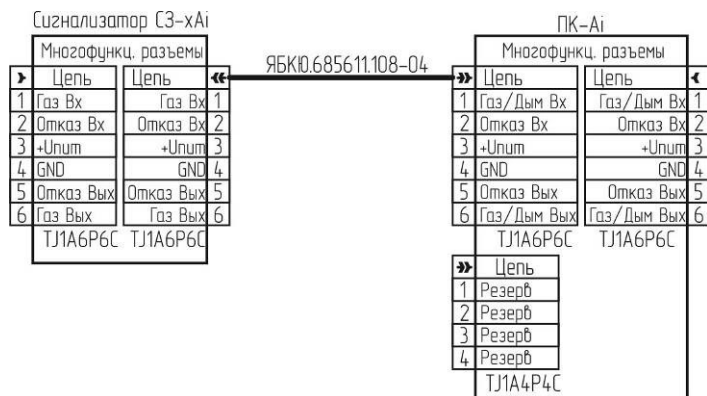 Сигнализатор СЗ-xAi
Многофункц. разъемы
Цепь Цепь
1 Газ Вх Газ Вх 1
2 Отказ Вх Отказ Вх 2
3 +Uпит +Uпит 3
4 GND GND 4
5 Отказ Вых Отказ Вых 5
6 Газ Вых Газ Вых 6
TJ1A6P6C TJ1A6P6C
ЯБКЮ.685611.108-04
ПК-Ai
Многофункц. разъемы
Цепь Цепь
1 Газ/Дым Вх Газ/Дым Вх 1
2 Отказ Вх Отказ Вх 2
3 +Uпит +Uпит 3
4 GND GND 4
5 Отказ Вых Отказ Вых 5
6 Газ/Дым Вых Газ/Дым Вых 6
TJ1A6P6C TJ1A6P6C
Цепь
1 Резерв
2 Резерв
3 Резерв
4 Резерв
TJ1A4P4C